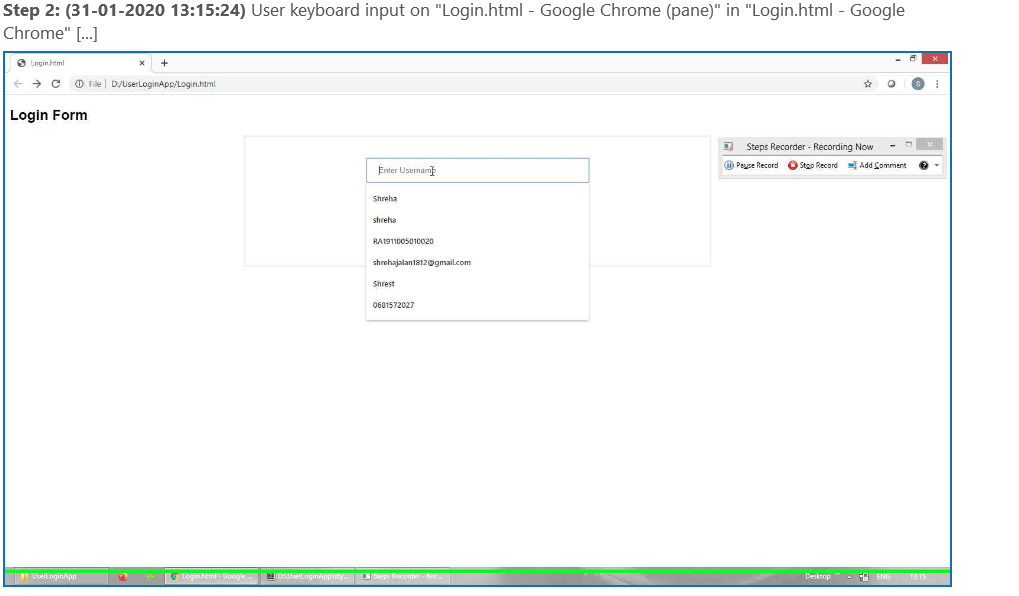 Step 2: (31-01-2020 13:15:24) User keyboard input on "Login.html - Google Chrome (pane)" in "Login.html - Google
Chrome" [...]
Login.html
File | D:/UserLoginApp/Login.html
S
Login Form
Steps Recorder - Recording Now
Pause Record Stop Record Add Comment
Enter Username
Shreha
shreha
RA1911005010020
shrehajalan1812@gmail.com
Shrest
0681572027
UserLoginApp Login.html - Google ... D:\UserLoginApp\sty... Steps Recorder - Rec... Desktop ENG 13:15